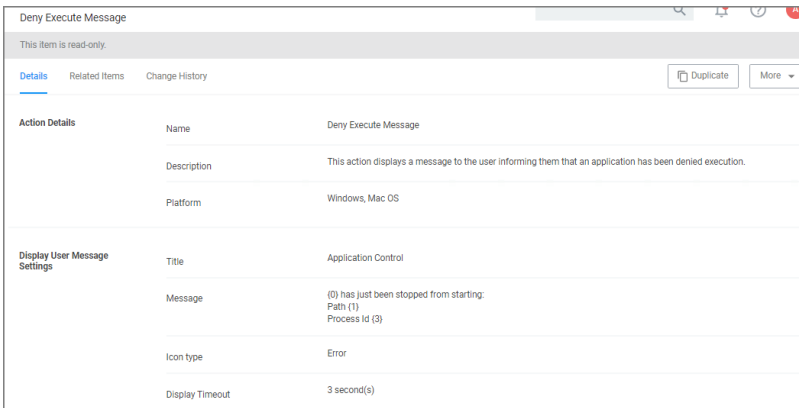 Deny Execute Message
This item is read-only.
Details Related Items Change History Duplicate More
Action Details
Name Deny Execute Message
Description This action displays a message to the user informing them that an application has been denied execution.
Platform Windows, Mac OS
Display User Message
Settings
Title Application Control
Message {0} has just been stopped from starting:
Path {1}
Process Id {3}
Icon type Error
Display Timeout 3 second(s)